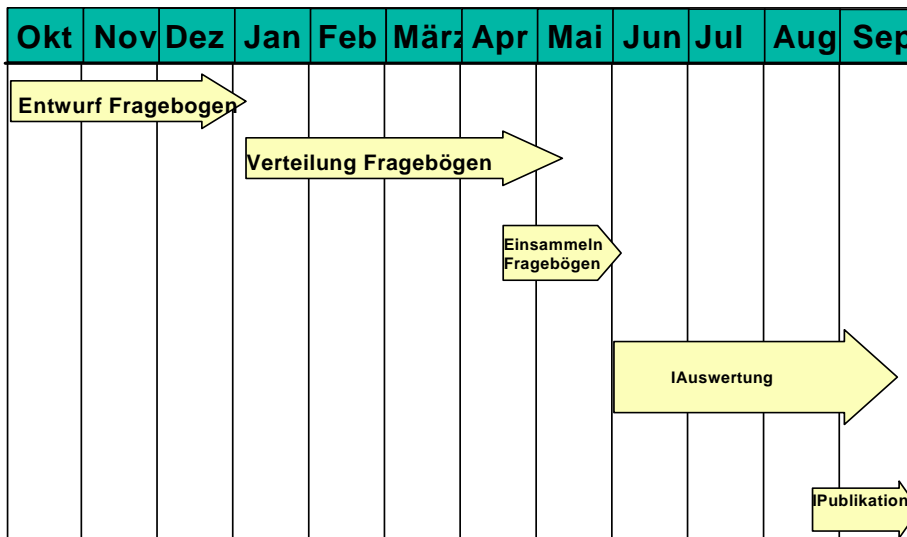 Okt Nov Dez Jan Feb März Apr Mai Jun Jul Aug Sep
Entwurf Fragebogen
Verteilung Fragebögen
Einsammeln
Fragebögen
IAuswertung
IPublikation